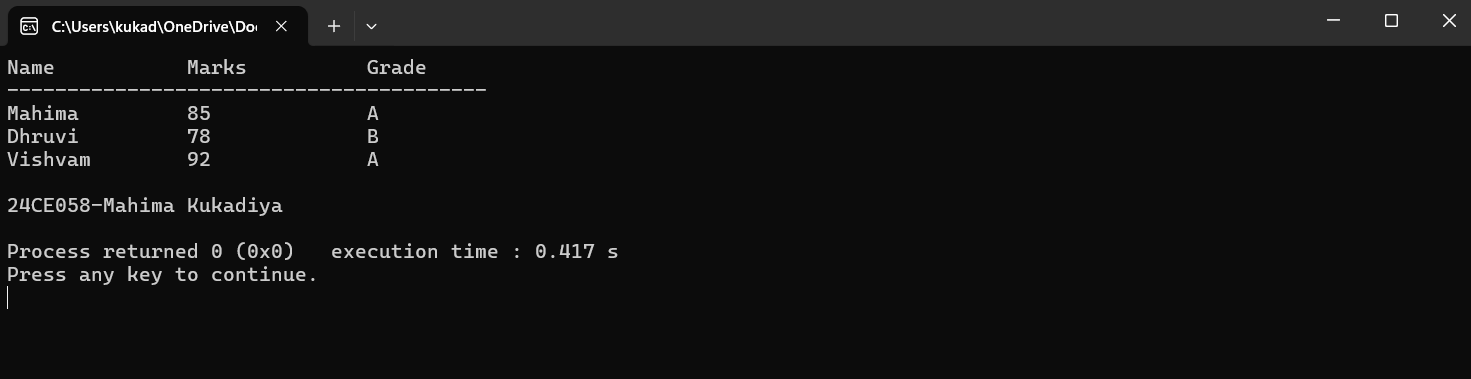 C:\Users\kukad\OneDrive\Doc
Name Marks Grade
----------------------------------------
Mahima 85 A
Dhruvi 78 B
Vishvam 92 A
24CE058-Mahima Kukadiya
Process returned 0 (0x0) execution time : 0.417 s
Press any key to continue.